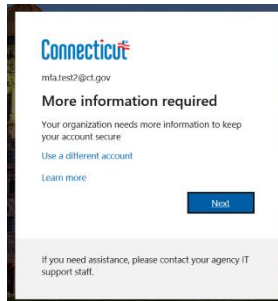 Connecticut
mfa.test2@ct.gov
More information required
Your organization needs more information to keep
your account secure
Use a different account
Learn more
Next
If you need assistance, please contact your agency IT
support staff.